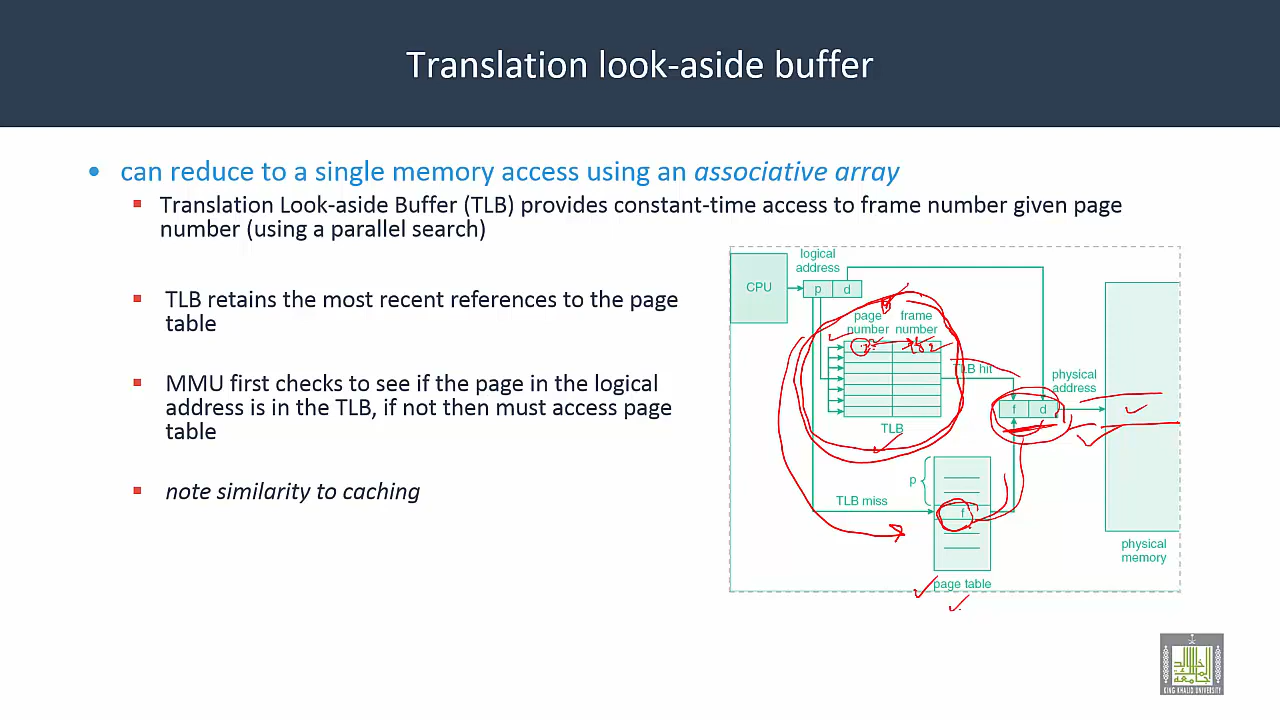 Translation look-aside buffer
• can reduce to a single memory access using an associative array
▪ Translation Look-aside Buffer (TLB) provides constant-time access to frame number given page
number (using a parallel search)
▪ TLB retains the most recent references to the page
table
▪ MMU first checks to see if the page in the logical
address is in the TLB, if not then must access page
table
▪ note similarity to caching
logical
address
CPU
p d
page
number
frame
number
TLB hit
TLB
physical
address
f d
p
TLB miss
f
page table
physical
memory
KING KHALID UNIVERSITY